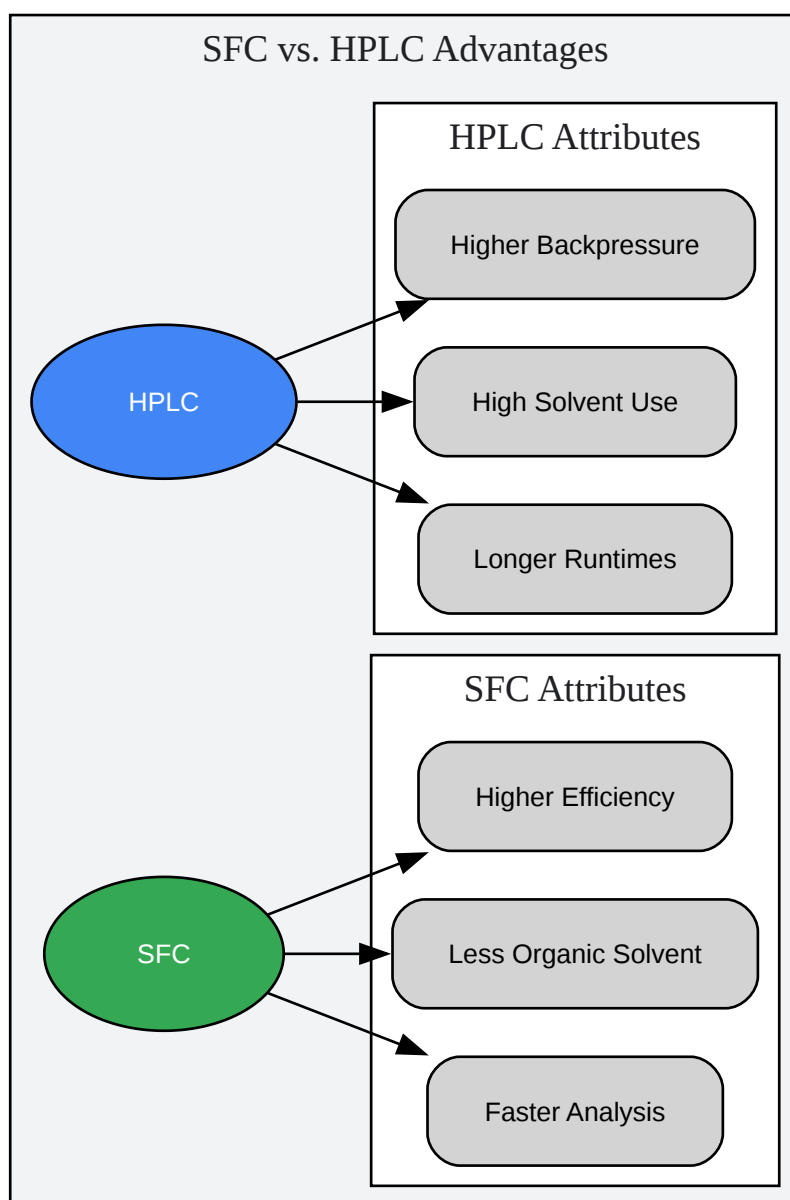 SFC vs. HPLC Advantages
HPLC Attributes
Higher Backpressure
HPLC
High Solvent Use
Longer Runtimes
SFC Attributes
Higher Efficiency
SFC
Less Organic Solvent
Faster Analysis